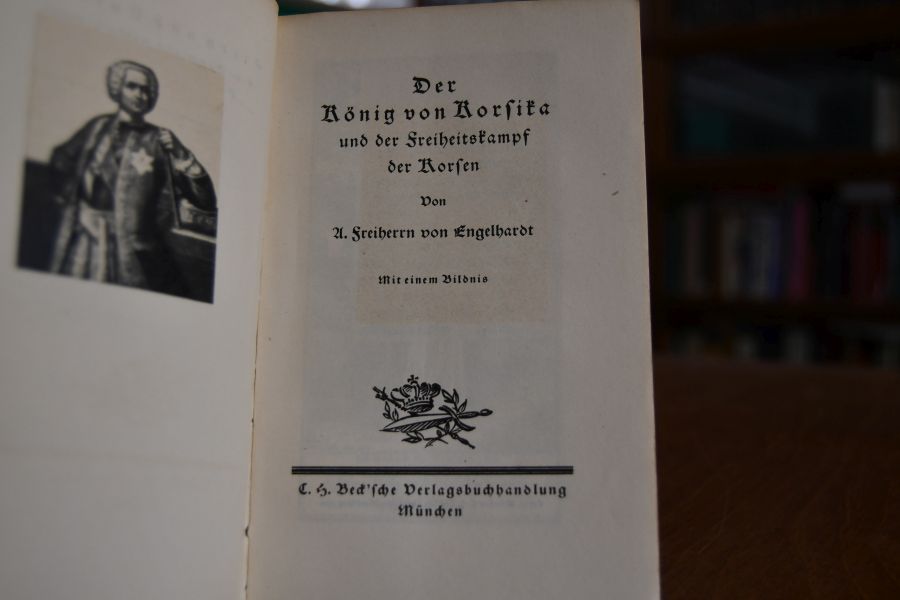 Der
König von Korſika
und der Freiheitskampf
der Korſen
Von
A. Freiherrn von Engelhardt
Mit einem Bildnis
C. H. Beck'ſche Verlagsbuchhandlung
München